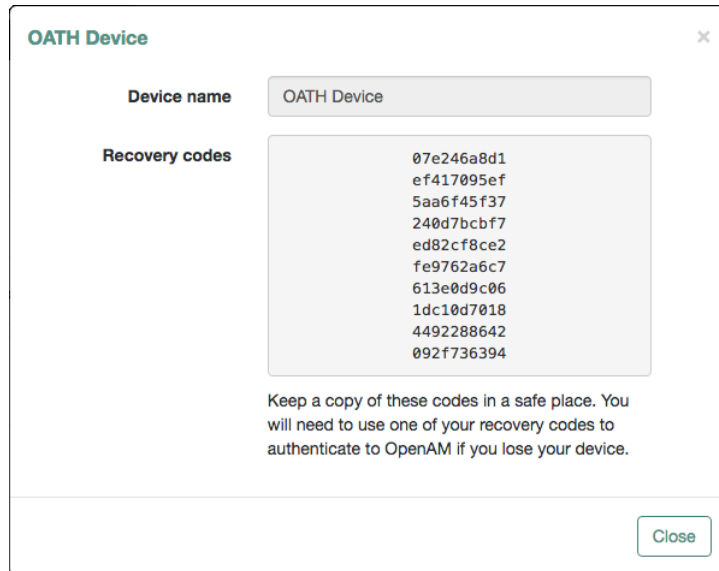 OATH Device
×
Device name
OATH Device
Recovery codes
07e246a8d1
ef417095ef
5aa6f45f37
240d7bcbf7
ed82cf8ce2
fe9762a6c7
613e0d9c06
1dc10d7018
4492288642
092f736394
Keep a copy of these codes in a safe place. You
will need to use one of your recovery codes to
authenticate to OpenAM if you lose your device.
Close